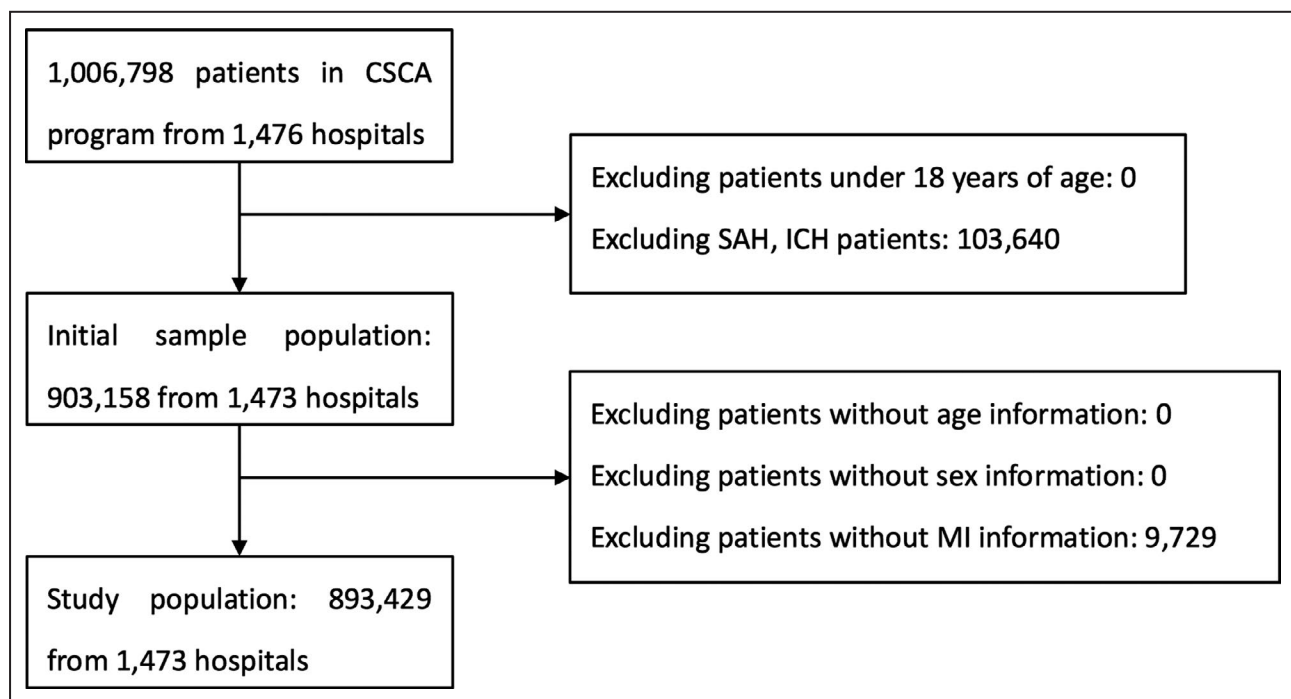 1,006,798 patients in CSCA
program from 1,476 hospitals
Excluding patients under 18 years of age: 0
Excluding SAH, ICH patients: 103,640
Initial sample population:
903,158 from 1,473 hospitals
Excluding patients without age information: 0
Excluding patients without sex information: 0
Excluding patients without MI information: 9,729
Study population: 893,429
from 1,473 hospitals